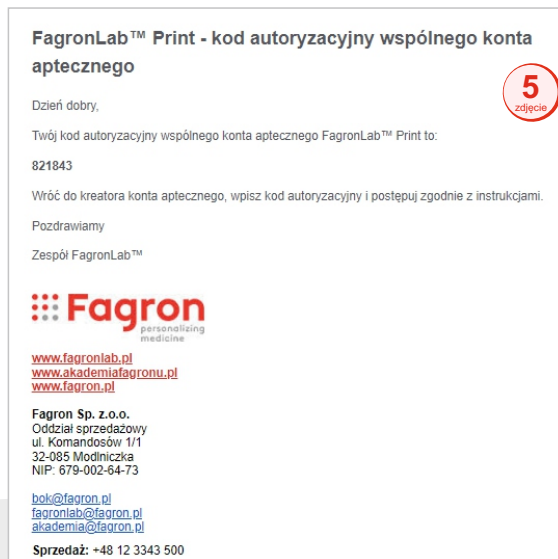 FagronLab™ Print - kod autoryzacyjny wspólnego konta
aptecznego
5
zdjęcie
Dzień dobry,
Twój kod autoryzacyjny wspólnego konta aptecznego FagronLab™ Print to:
821843
Wróć do kreatora konta aptecznego, wpisz kod autoryzacyjny i postępuj zgodnie z instrukcjami.
Pozdrawiamy
Zespół FagronLab™
Fagron
personalizing
medicine
www.fagronlab.pl
www.akademiafagronu.pl
www.fagron.pl
Fagron Sp. z.o.o.
Oddział sprzedażowy
ul. Komandosów 1/1
32-085 Modlniczka
NIP: 679-002-64-73
bok@fagron.pl
fagronlab@fagron.pl
akademia@fagron.pl
Sprzedaż: +48 12 3343 500